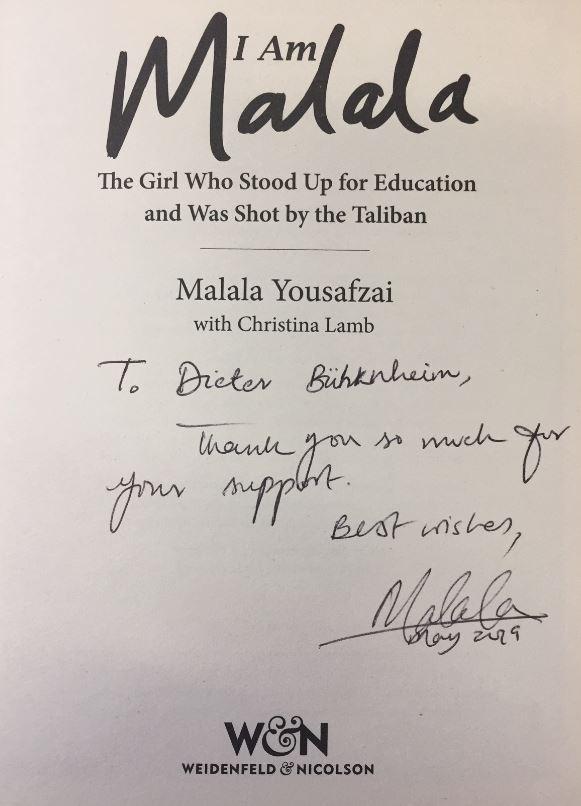 I Am
Malala
The Girl Who Stood Up for Education
and Was Shot by the Taliban
Malala Yousafzai
with Christina Lamb
To Dieter Bühknheim,
Thank you so much for
your support.
Best wishes,
Malala
May 2019
W&N
WEIDENFELD & NICOLSON